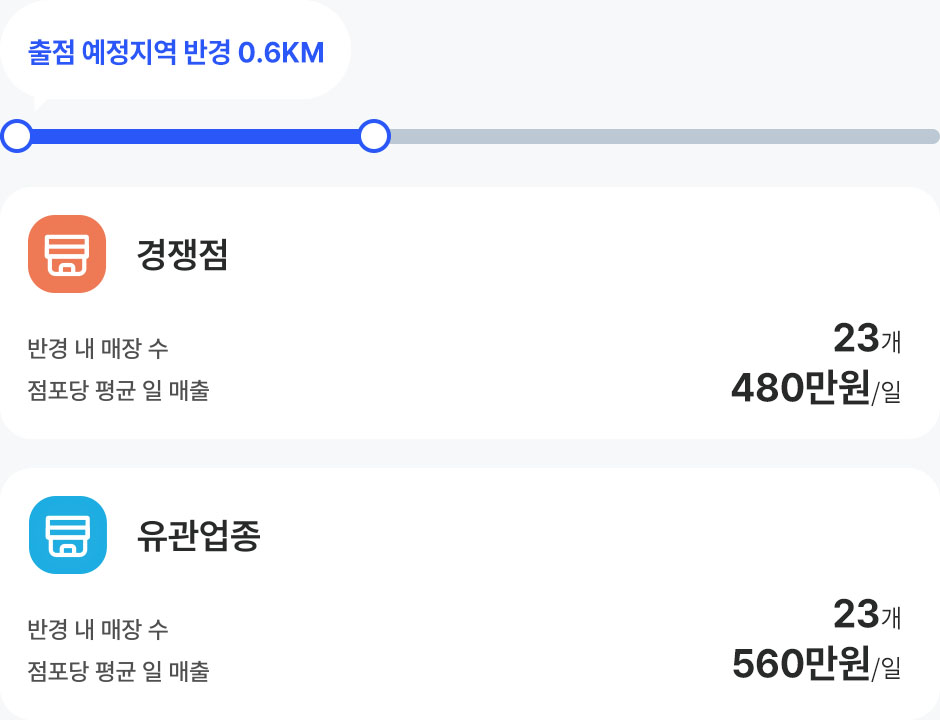 출점 예정지역 반경 0.6KM
경쟁점
반경 내 매장 수 23개
점포당 평균 일 매출 480만원/일
유관업종
반경 내 매장 수 23개
점포당 평균 일 매출 560만원/일